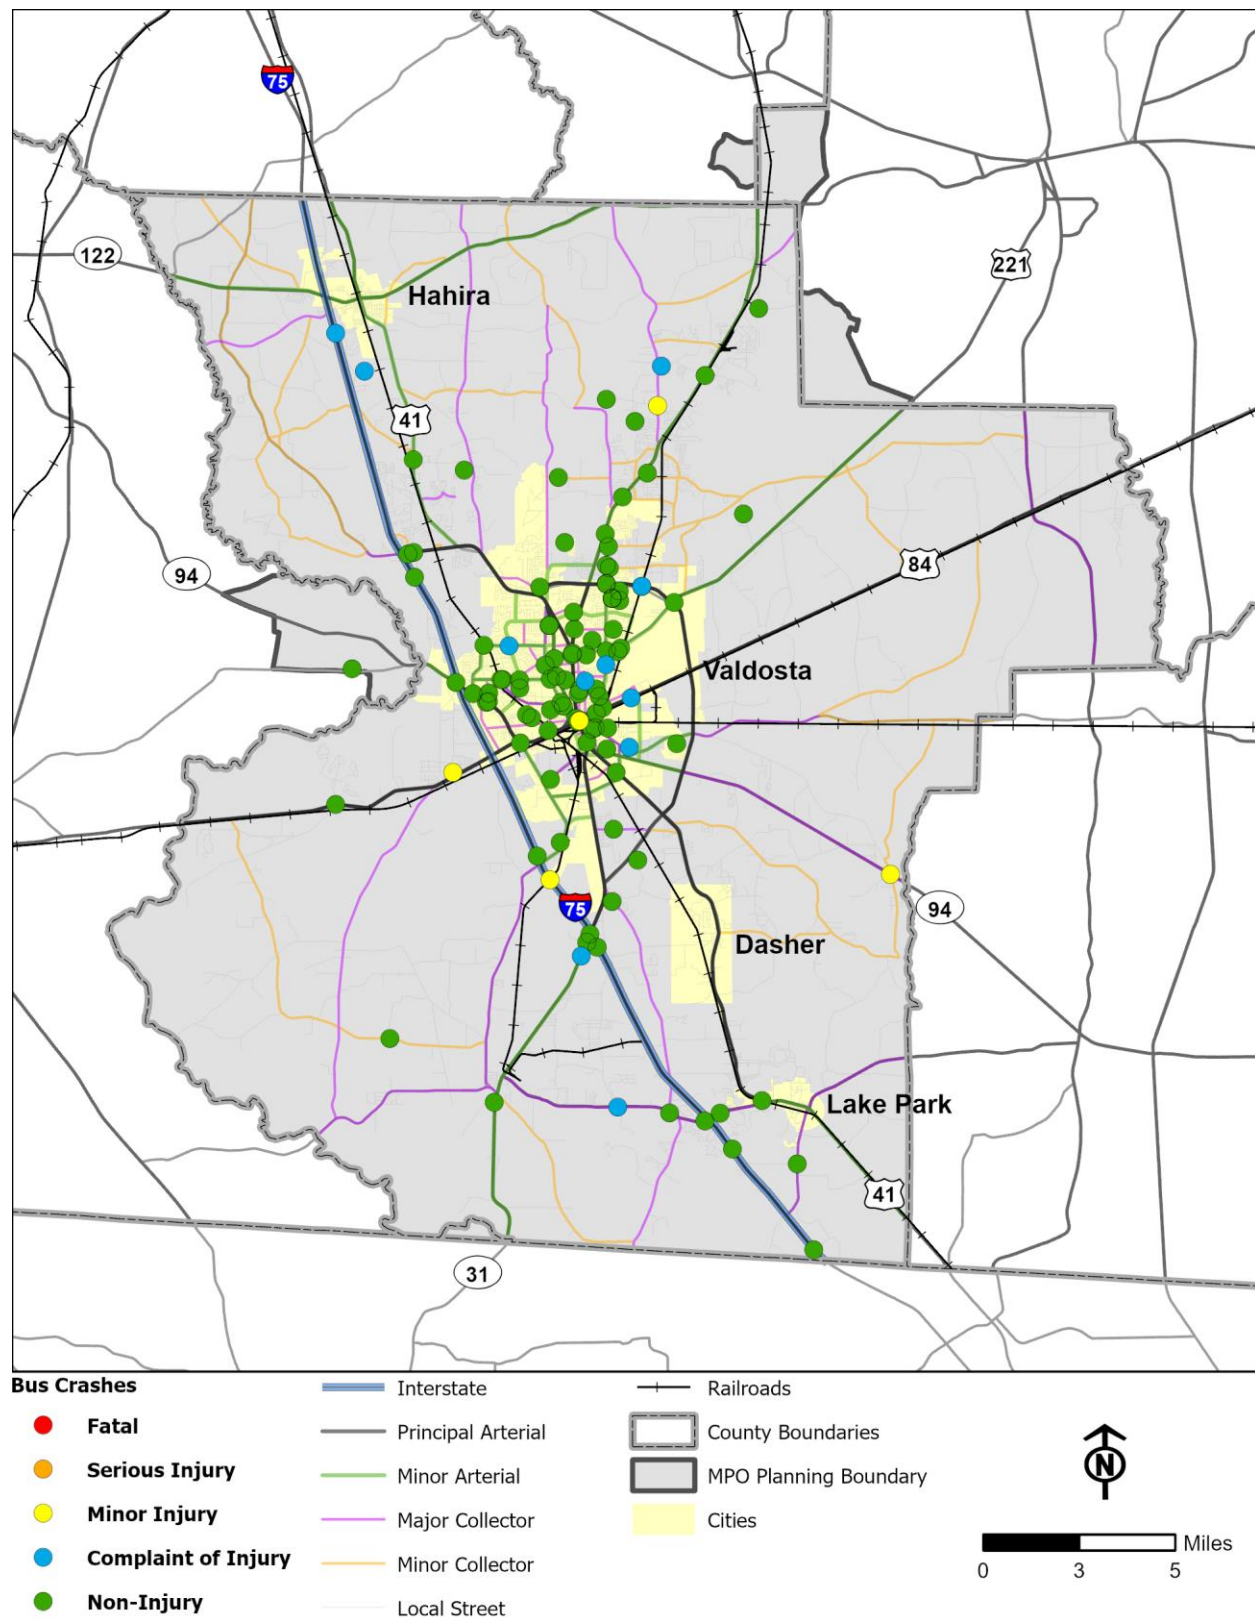 75
122
221
Hahira
41
94
84
Valdosta
75
94
Dasher
Lake Park
41
31
Bus Crashes
Fatal
Serious Injury
Minor Injury
Complaint of Injury
Non-Injury
Interstate
Principal Arterial
Minor Arterial
Major Collector
Minor Collector
Local Street
Railroads
County Boundaries
MPO Planning Boundary
Cities
N
Miles
0 3 5